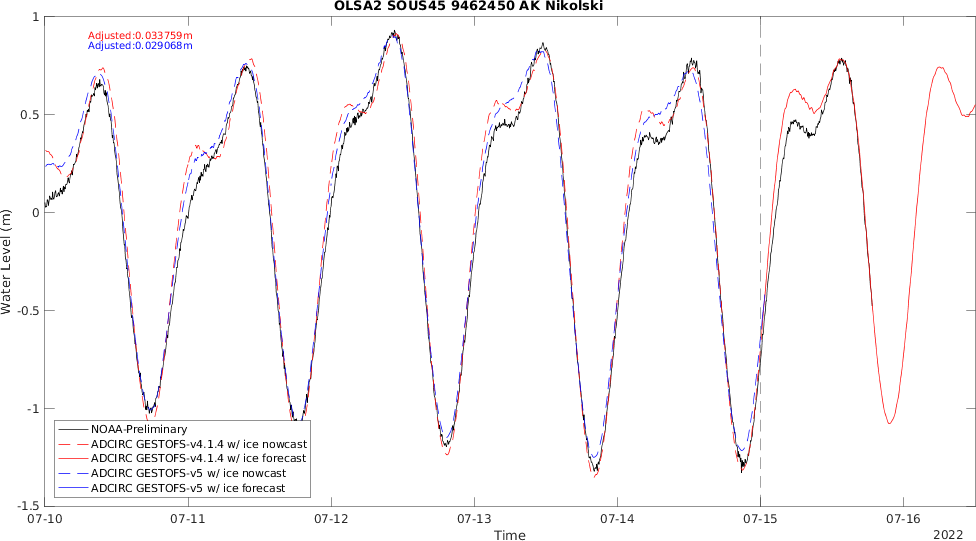 OLSA2 SOUS45 9462450 AK Nikolski
Adjusted:0.033759m
Adjusted:0.029068m
1
0.5
0
-0.5
-1
-1.5
Water Level (m)
NOAA-Preliminary
ADCIRC GESTOFS-v4.1.4 w/ ice nowcast
ADCIRC GESTOFS-v4.1.4 w/ ice forecast
ADCIRC GESTOFS-v5 w/ ice nowcast
ADCIRC GESTOFS-v5 w/ ice forecast
07-10 07-11 07-12 07-13 07-14 07-15 07-16
Time
2022